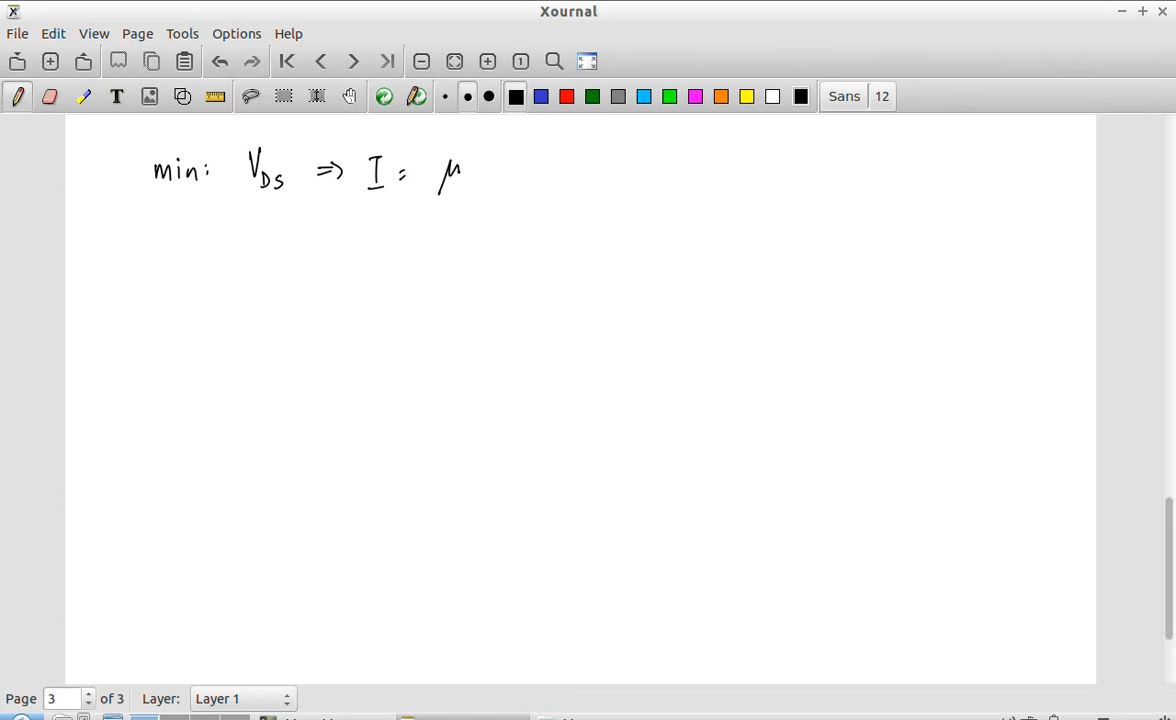 Xournal
File Edit View Page Tools Options Help
Sans 12
min: V_DS ⇒ I = μ
Page 3 of 3 Layer: Layer 1